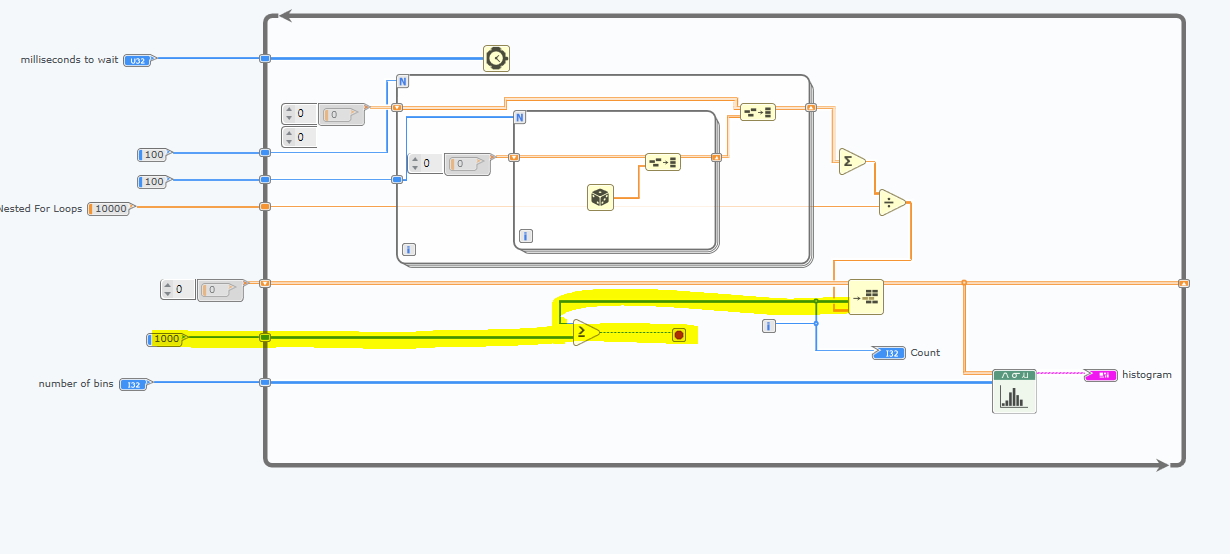 milliseconds to wait U32
N
0 0
N
0
100
0 0
100
Nested For Loops 10000
i
i
0 0
1000
≥
i
I32 Count
number of bins I32
histogram
Σ
÷